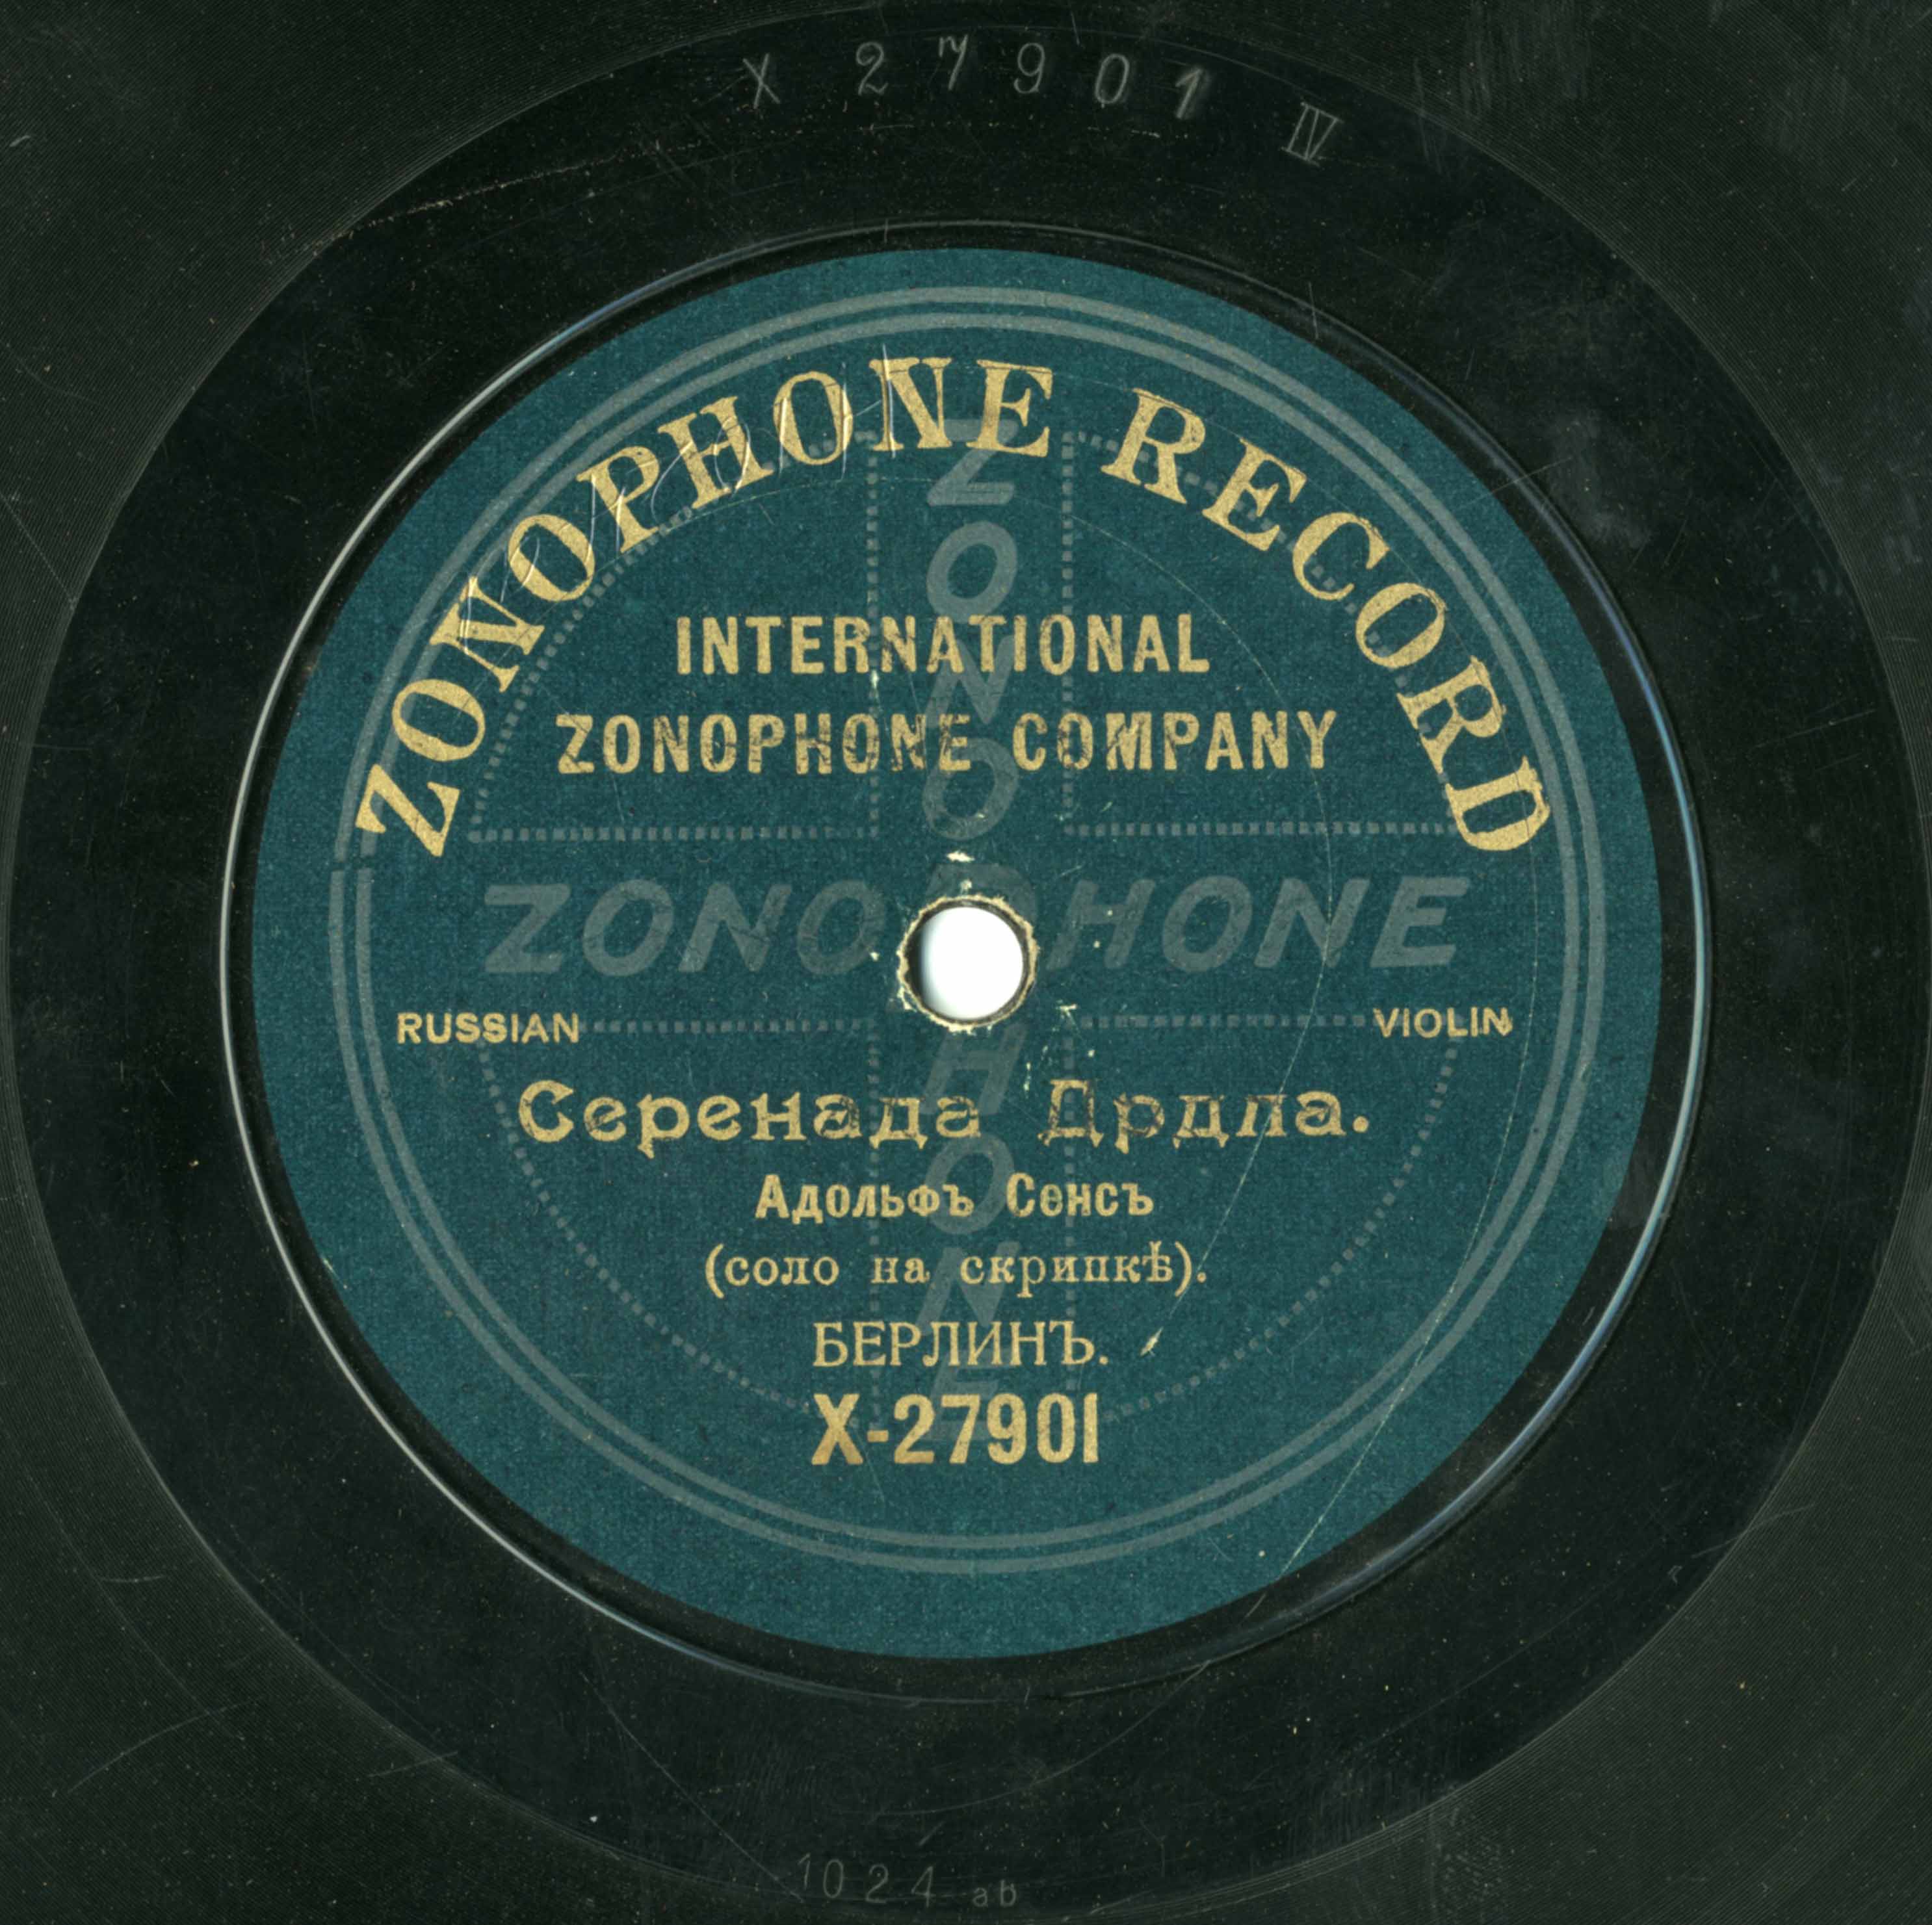 X 27901 IV
ZONOPHONE RECORD
INTERNATIONAL
ZONOPHONE COMPANY
ZONOPHONE
ZONOPHONE
RUSSIAN VIOLIN
Серенада Дрдла.
Адольфъ Сенсъ
(соло на скрипкѣ).
БЕРЛИНЪ.
X-27901
1024 ab